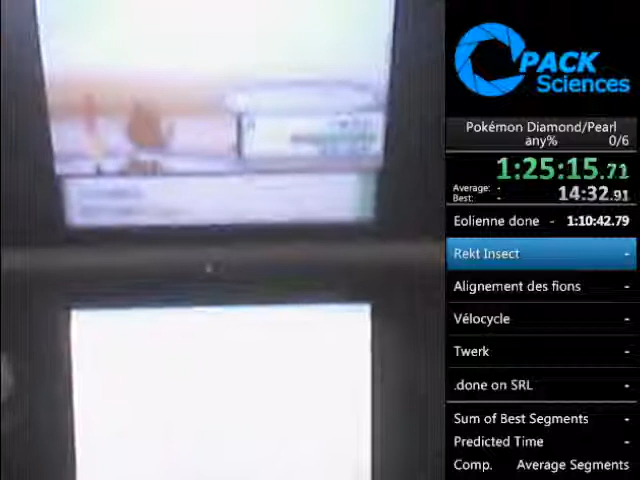 PACK
Sciences
Pokémon Diamond/Pearl
any% 0/6
1:25:15.71
Average: -
Best: - 14:32.91
Eolienne done - 1:10:42.79
Rekt Insect -
Alignement des fions -
Vélocycle -
Twerk -
.done on SRL -
Sum of Best Segments -
Predicted Time -
Comp. Average Segments